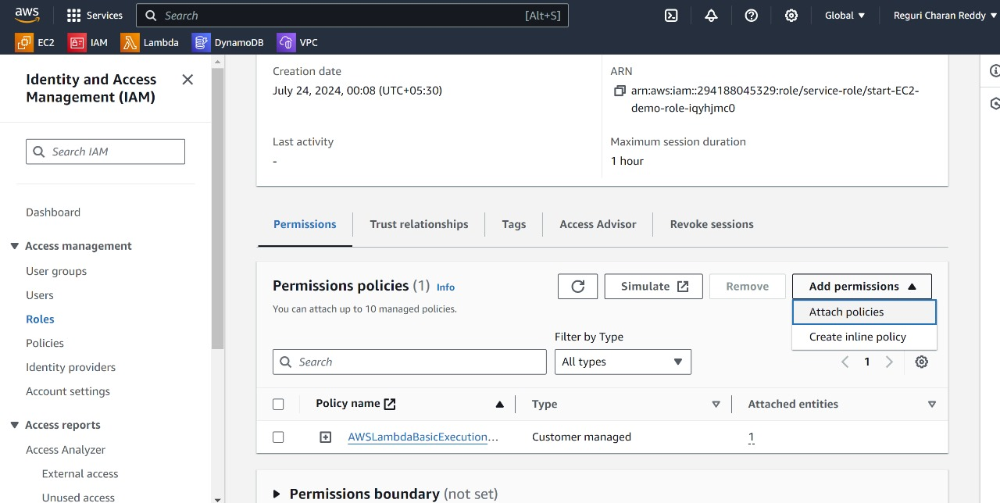 aws
Services
Search
[Alt+S]
Global
Reguri Charan Reddy
EC2
IAM
Lambda
DynamoDB
VPC
Identity and Access
Management (IAM)
Search IAM
Dashboard
Access management
User groups
Users
Roles
Policies
Identity providers
Account settings
Access reports
Access Analyzer
External access
Unused access
Creation date
July 24, 2024, 00:08 (UTC+05:30)
ARN
arn:aws:iam::294188045329:role/service-role/start-EC2-
demo-role-iqyhjmc0
Last activity
-
Maximum session duration
1 hour
Permissions
Trust relationships
Tags
Access Advisor
Revoke sessions
Permissions policies (1) Info
You can attach up to 10 managed policies.
Simulate
Remove
Add permissions
Attach policies
Create inline policy
Filter by Type
Search
All types
1
Policy name
Type
Attached entities
AWSLambdaBasicExecution...
Customer managed
1
Permissions boundary (not set)